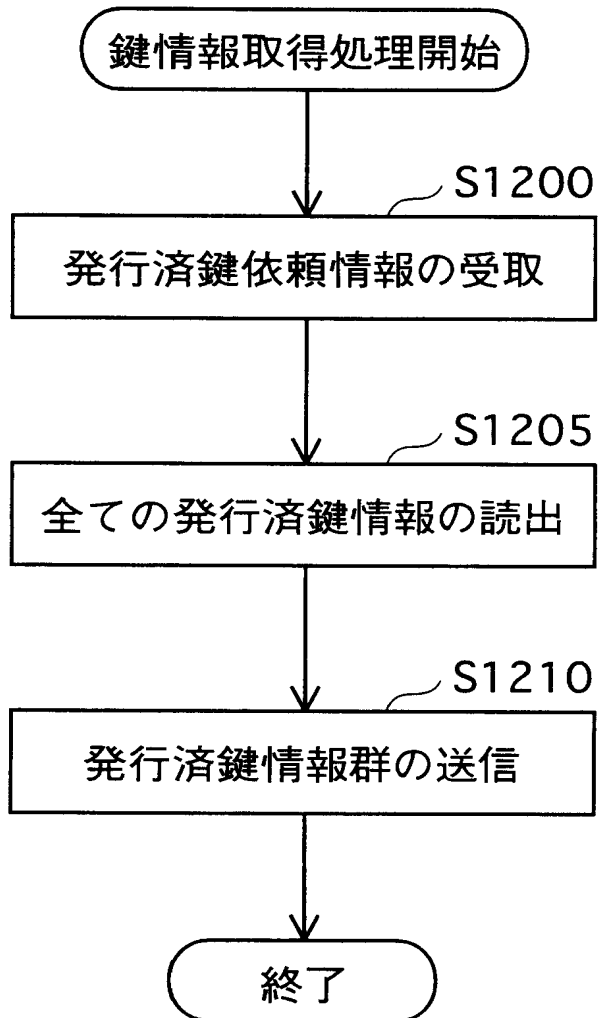 鍵情報取得処理開始
S1200
発行済鍵依頼情報の受取
S1205
全ての発行済鍵情報の読出
S1210
発行済鍵情報群の送信
終了